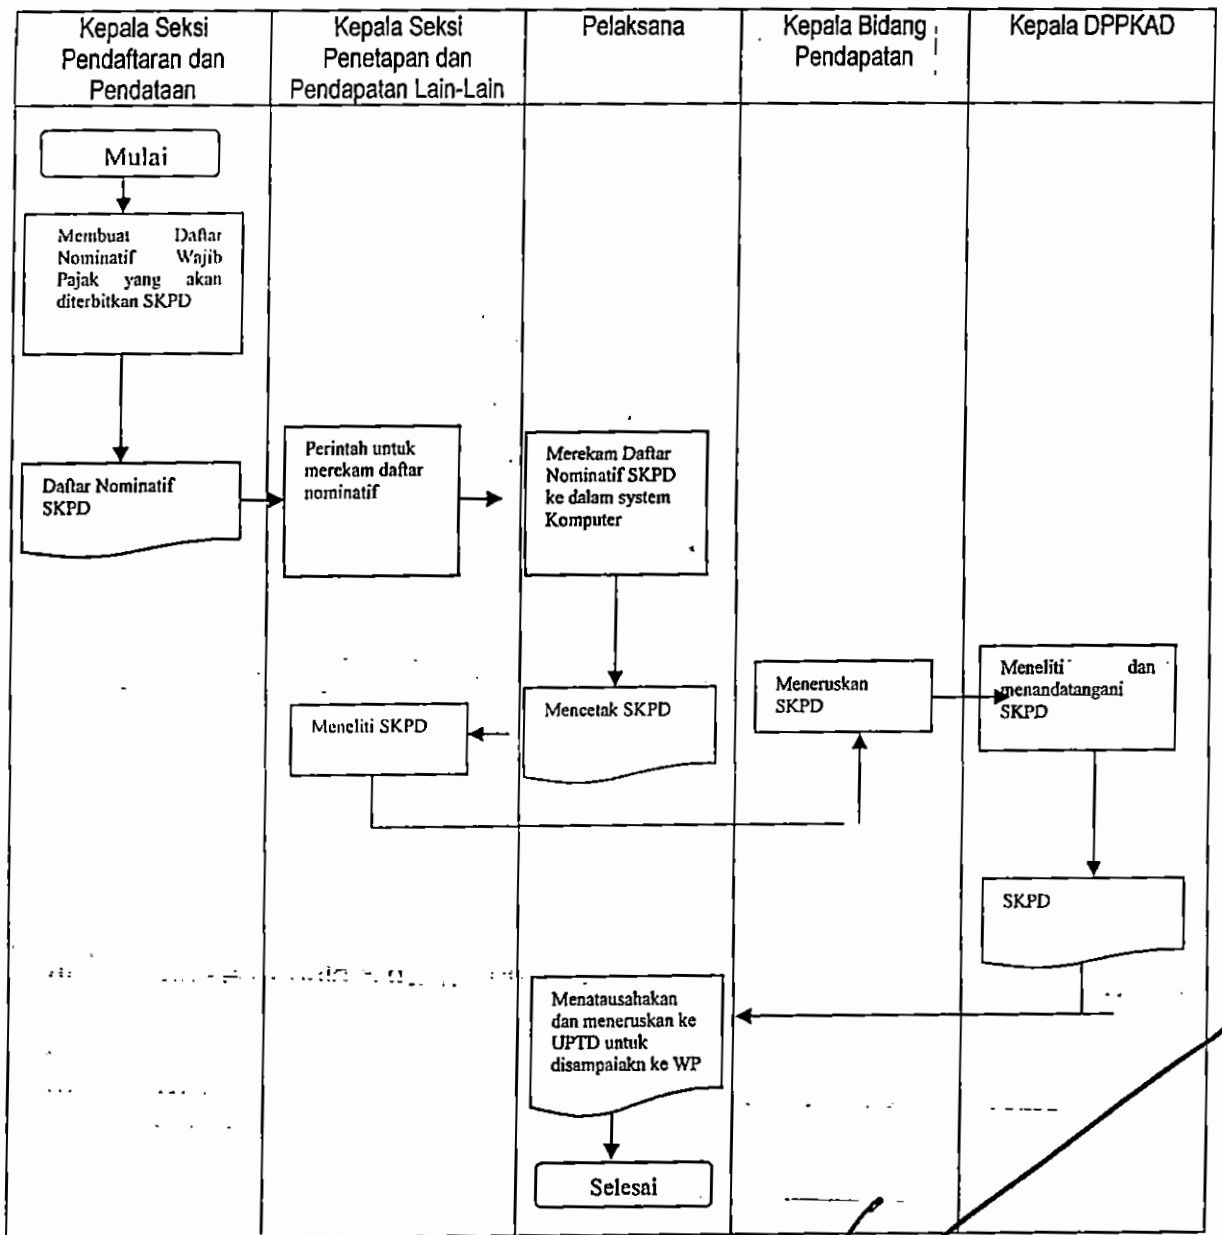 Kepala Seksi
Pendaftaran dan
Pendataan
Kepala Seksi
Penetapan dan
Pendapatan Lain-Lain
Pelaksana
Kepala Bidang
Pendapatan
Kepala DPPKAD
Mulai
Membuat Daftar
Nominatif Wajib
Pajak yang akan
diterbitkan SKPD
Daftar Nominatif
SKPD
Perintah untuk
merekam daftar
nominatif
Merekam Daftar
Nominatif SKPD
ke dalam system
Komputer
Mencetak SKPD
Meneliti SKPD
Meneruskan
SKPD
Meneliti dan
menandatangani
SKPD
SKPD
Menatausahakan
dan meneruskan ke
UPTD untuk
disampaiakn ke WP
Selesai